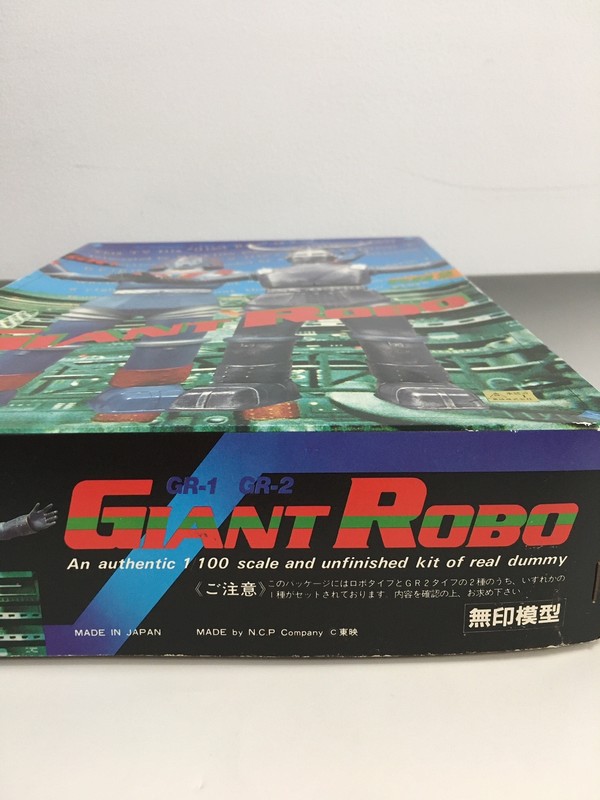 GIANT ROBO
GR-1 GR-2
GIANT ROBO
An authentic 1/100 scale and unfinished kit of real dummy
《ご注意》このパッケージにはロボタイプとGR2タイプの2種のうち、いずれかの
1種がセットされております。内容を確認の上、お求め下さい
無印模型
MADE IN JAPAN MADE by N.C.P Company C東映